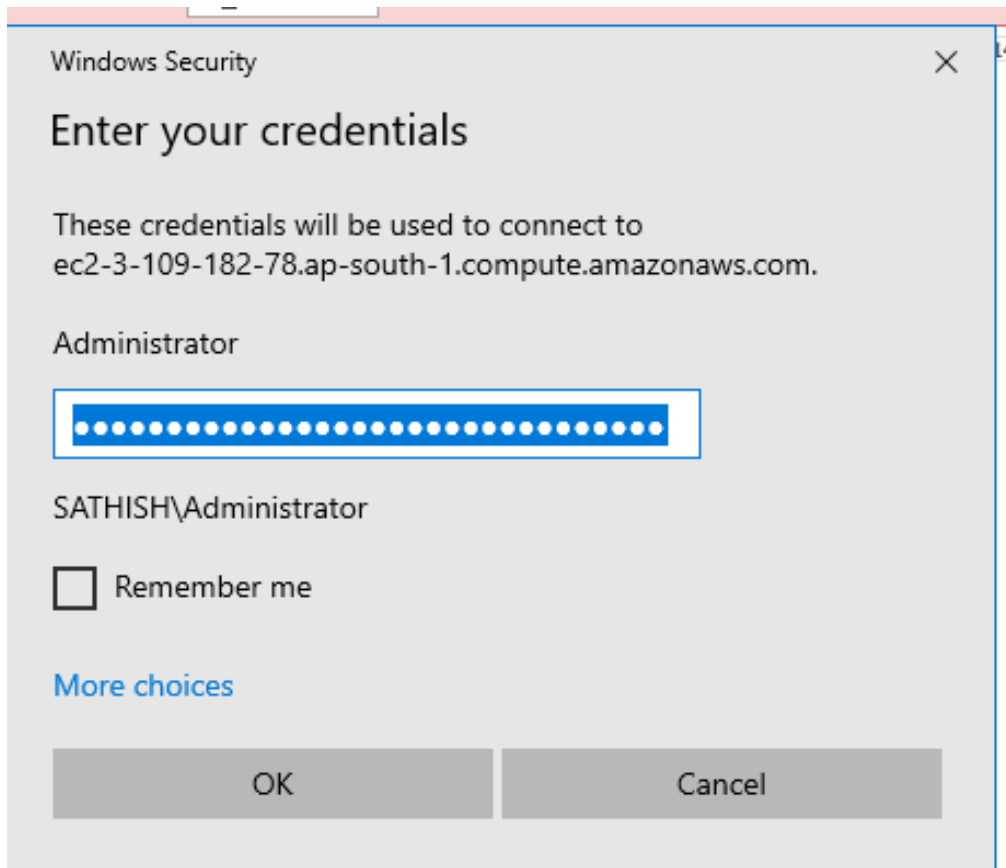 Windows Security
Enter your credentials
These credentials will be used to connect to
ec2-3-109-182-78.ap-south-1.compute.amazonaws.com.
Administrator
●●●●●●●●●●●●●●●●●●●●●●●●●●●●●●●●
SATHISH\Administrator
Remember me
More choices
OK
Cancel